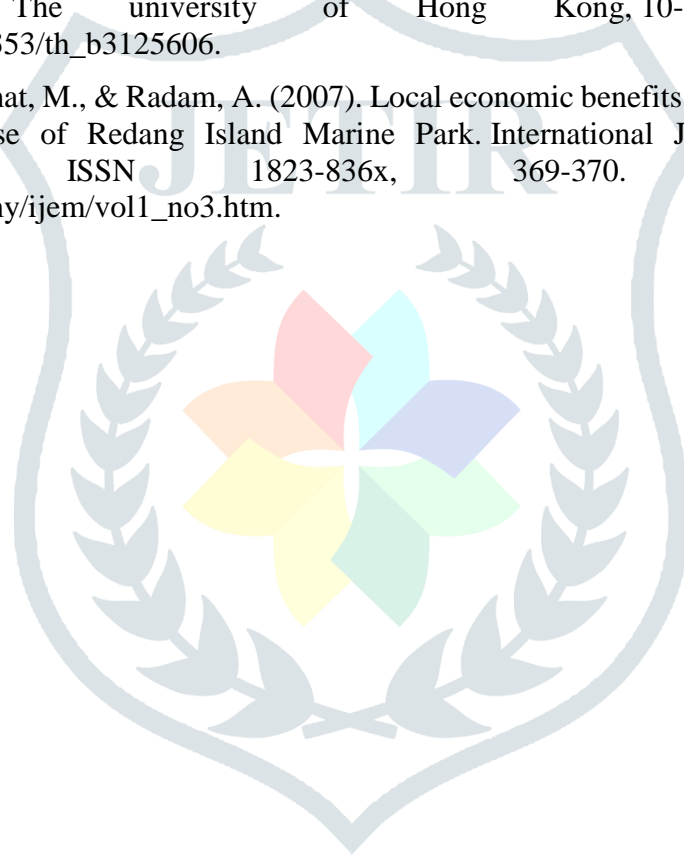 The university of Hong Kong, 10-
353/th_b3125606.
nat, M., & Radam, A. (2007). Local economic benefits
se of Redang Island Marine Park. International J
ISSN 1823-836x, 369-370.
ny/ijem/vol1_no3.htm.
JETIR